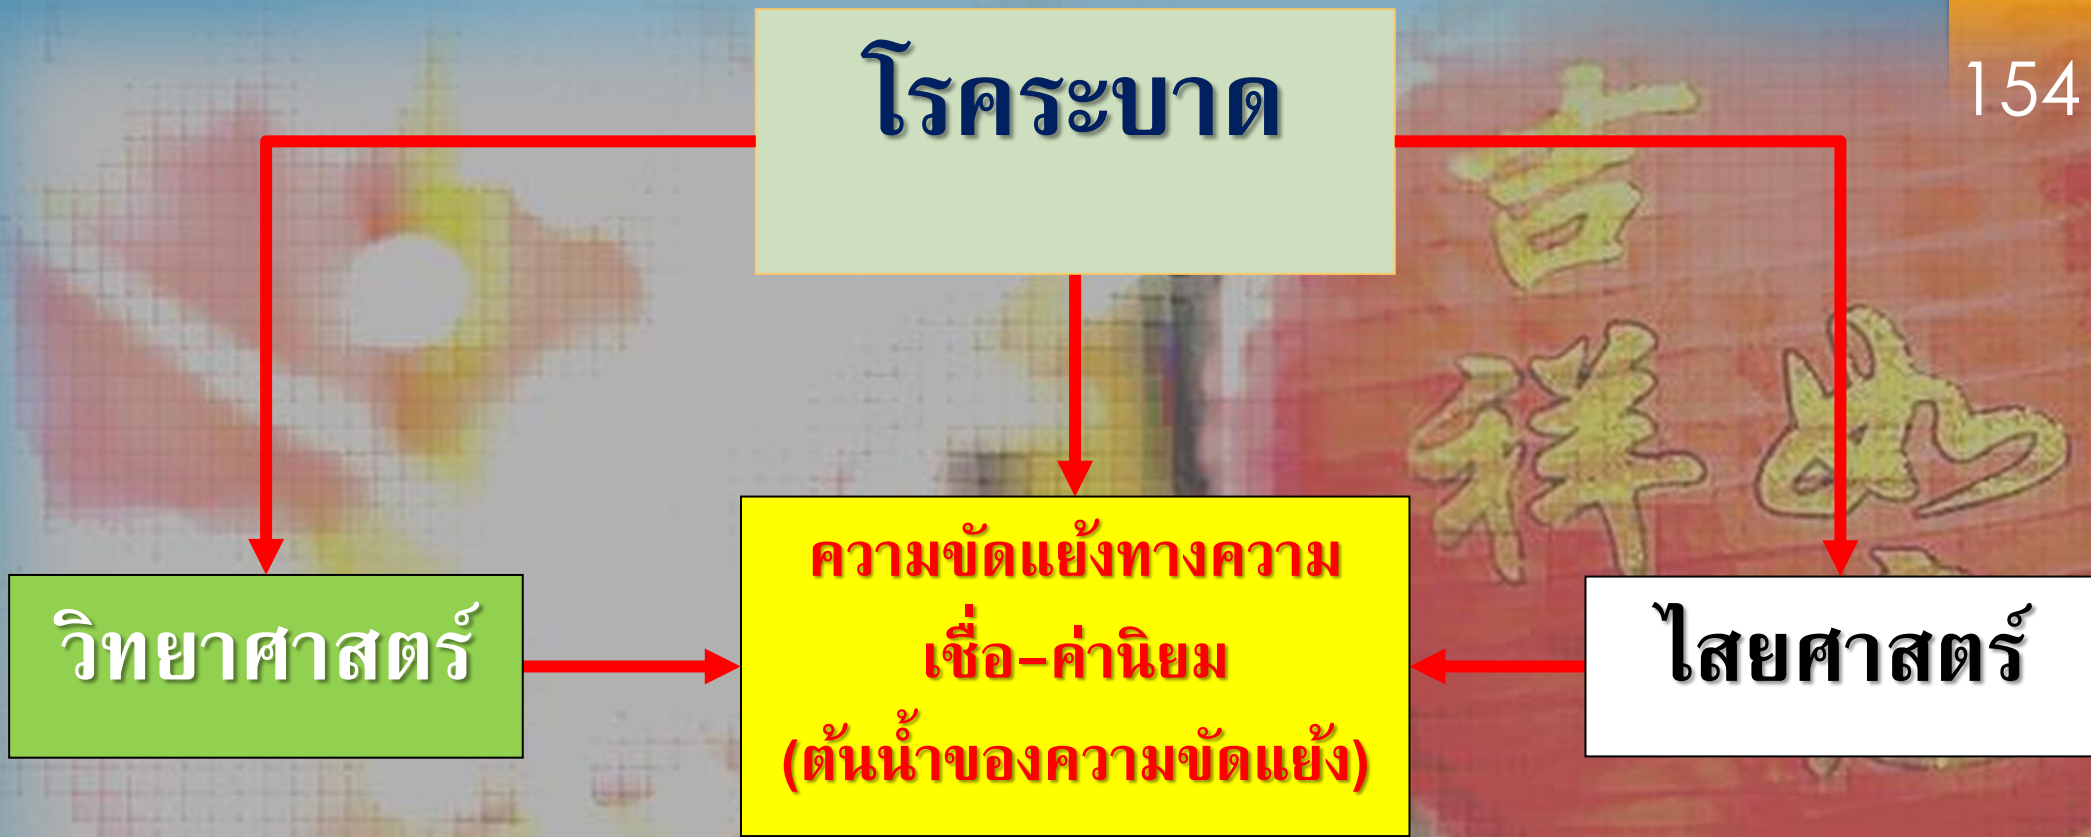 โรคระบาด
154
吉
祥 如
วิทยาศาสตร์
ความขัดแย้งทางความ
เชื่อ-ค่านิยม
(ต้นน้ำของความขัดแย้ง)
ไสยศาสตร์